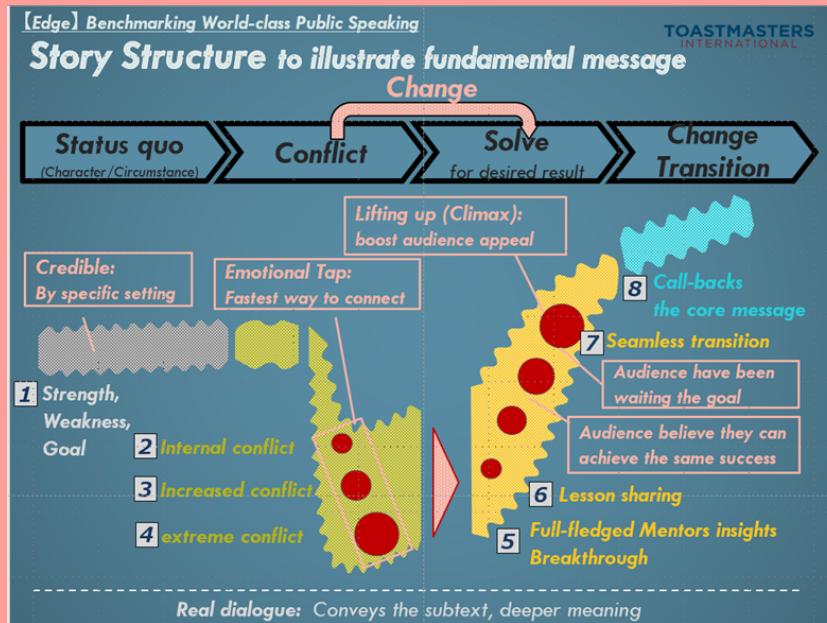 【Edge】Benchmarking World-class Public Speaking
TOASTMASTERS
INTERNATIONAL
Story Structure to illustrate fundamental message
Change
Status quo
(Character/Circumstance)
Conflict
Solve
for desired result
Change
Transition
Lifting up (Climax):
boost audience appeal
Credible:
By specific setting
Emotional Tap:
Fastest way to connect
8 Call-backs
the core message
7 Seamless transition
1 Strength,
Weakness,
Goal
Audience have been
waiting the goal
2 Internal conflict
Audience believe they can
achieve the same success
3 Increased conflict
6 Lesson sharing
4 extreme conflict
5 Full-fledged Mentors insights
Breakthrough
Real dialogue: Conveys the subtext, deeper meaning